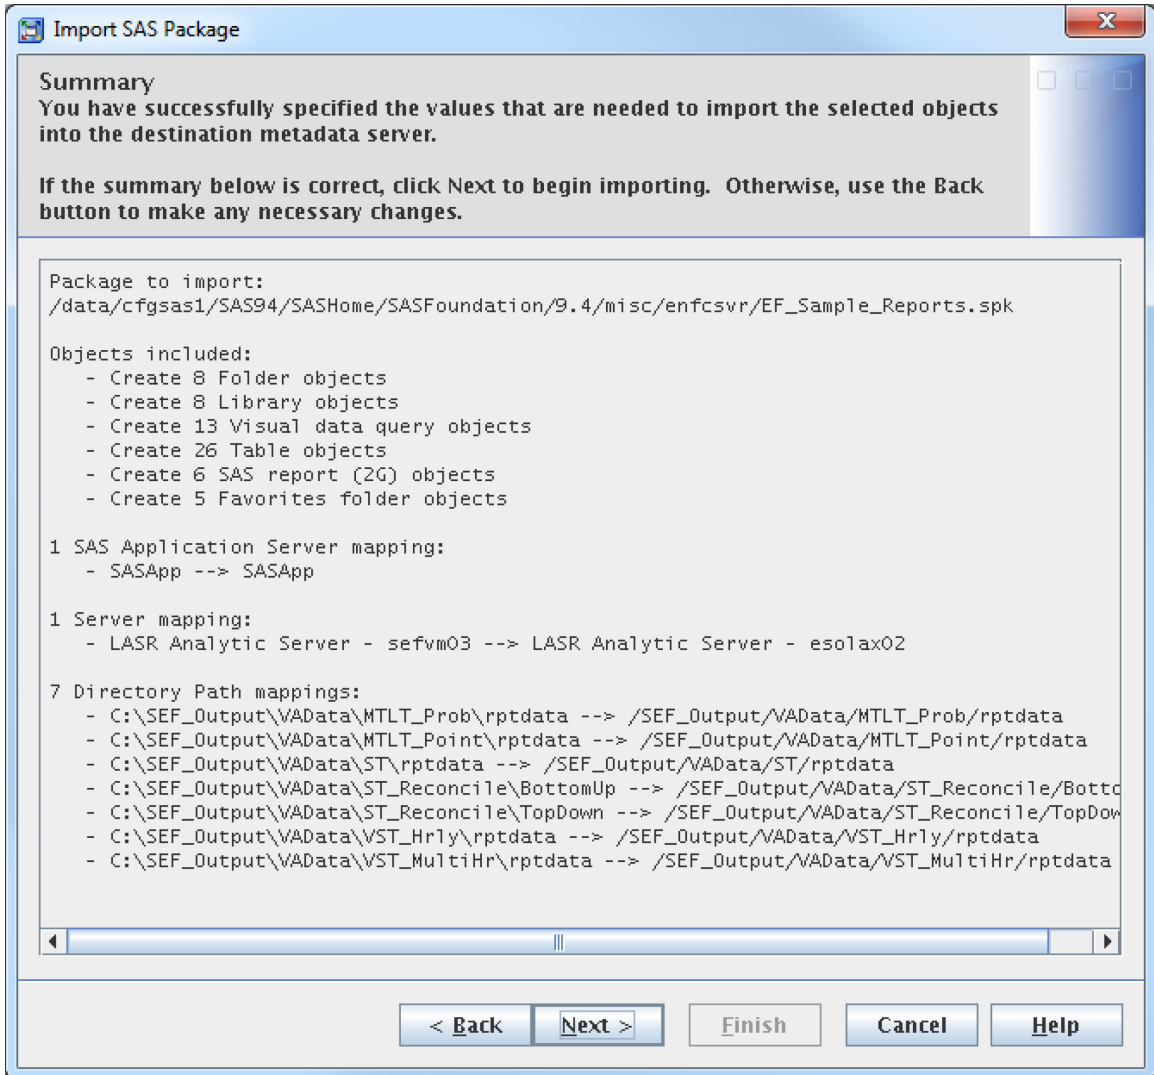 Import SAS Package
Summary
You have successfully specified the values that are needed to import the selected objects
into the destination metadata server.
If the summary below is correct, click Next to begin importing. Otherwise, use the Back
button to make any necessary changes.
Package to import:
/data/cfgsas1/SAS94/SASHome/SASFoundation/9.4/misc/enfcsvr/EF_Sample_Reports.spk
Objects included:
- Create 8 Folder objects
- Create 8 Library objects
- Create 13 Visual data query objects
- Create 26 Table objects
- Create 6 SAS report (2G) objects
- Create 5 Favorites folder objects
1 SAS Application Server mapping:
- SASApp --> SASApp
1 Server mapping:
- LASR Analytic Server - sefvm03 --> LASR Analytic Server - esolax02
7 Directory Path mappings:
- C:\SEF_Output\VAData\MTLT_Prob\rptdata --> /SEF_Output/VAData/MTLT_Prob/rptdata
- C:\SEF_Output\VAData\MTLT_Point\rptdata --> /SEF_Output/VAData/MTLT_Point/rptdata
- C:\SEF_Output\VAData\ST\rptdata --> /SEF_Output/VAData/ST/rptdata
- C:\SEF_Output\VAData\ST_Reconcile\BottomUp --> /SEF_Output/VAData/ST_Reconcile/Botto
- C:\SEF_Output\VAData\ST_Reconcile\TopDown --> /SEF_Output/VAData/ST_Reconcile/TopDow
- C:\SEF_Output\VAData\VST_Hrly\rptdata --> /SEF_Output/VAData/VST_Hrly/rptdata
- C:\SEF_Output\VAData\VST_MultiHr\rptdata --> /SEF_Output/VAData/VST_MultiHr/rptdata
< Back Next > Finish Cancel Help